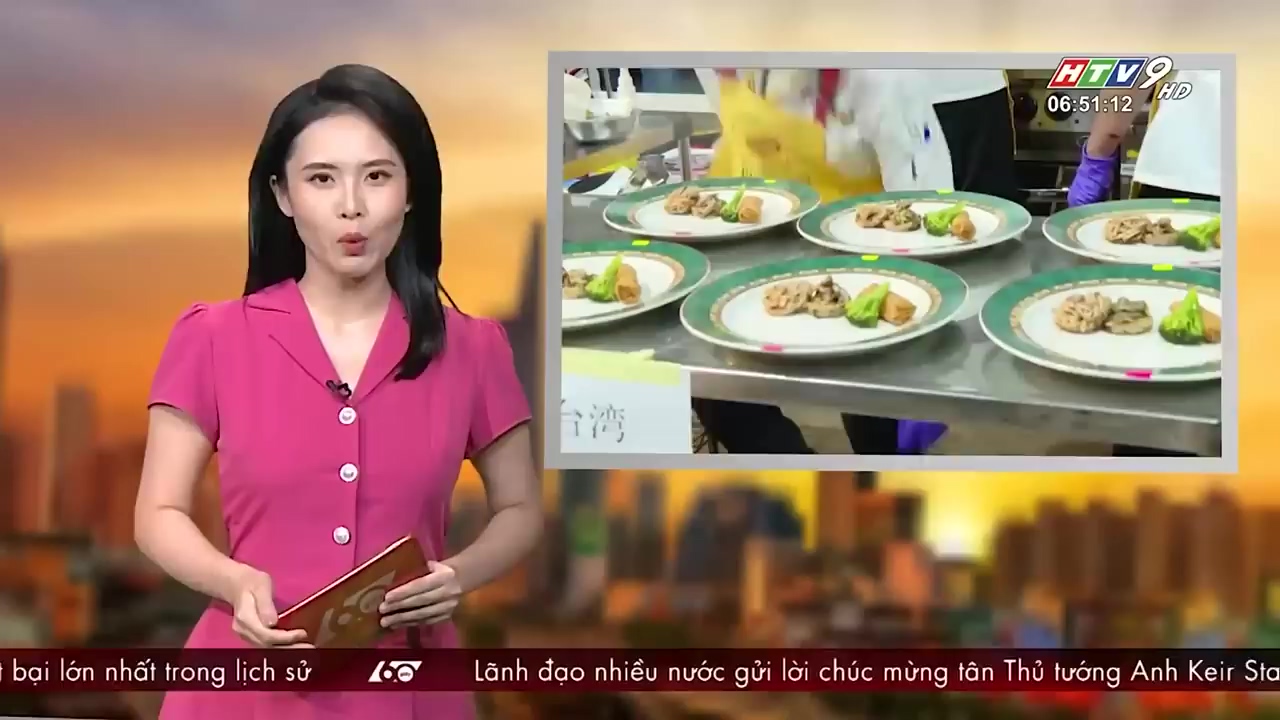 HTV9
HD
06:51:12
台湾
bại lớn nhất trong lịch sử
60
Lãnh đạo nhiều nước gửi lời chúc mừng tân Thủ tướng Anh Keir Sta